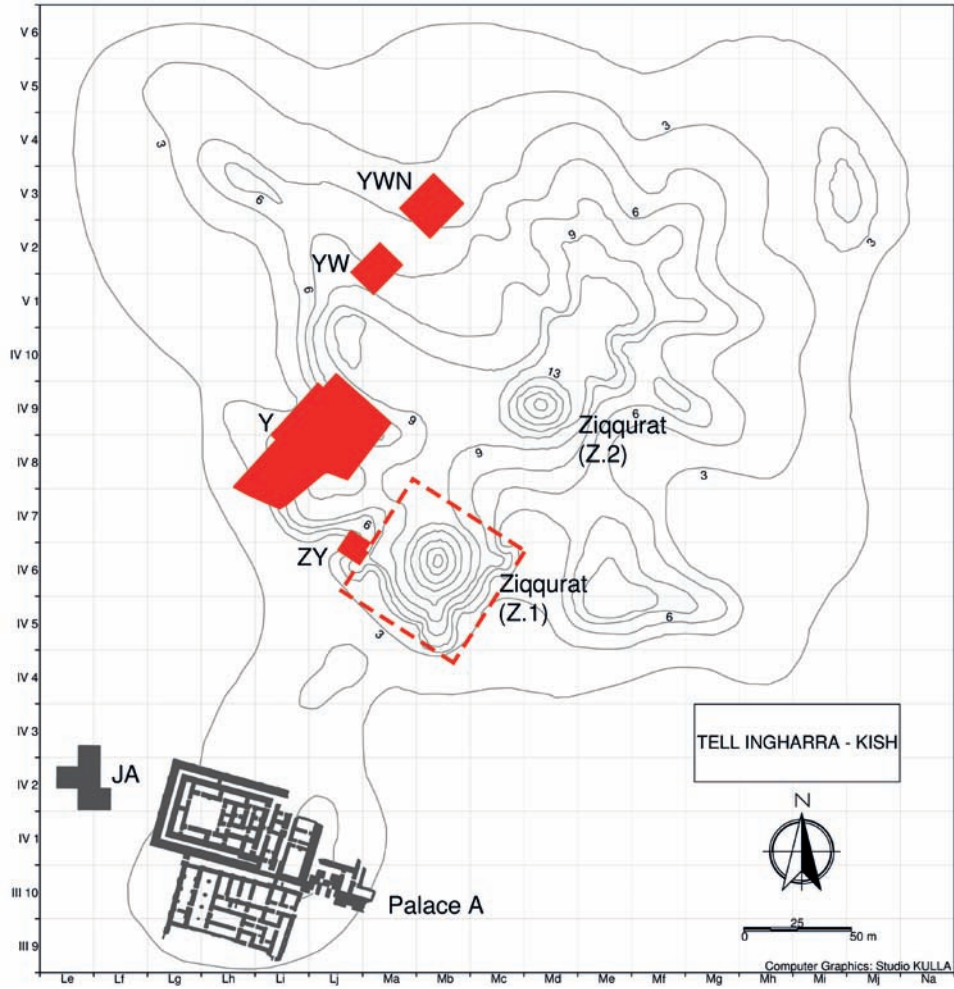 V 6
V 5
V 4
V 3
V 2
V 1
IV 10
IV 9
IV 8
IV 7
IV 6
IV 5
IV 4
IV 3
IV 2
IV 1
III 10
III 9
3
3
6
6
6
9
3
YWN
YW
13
Y
9
Ziqqurat
(Z.2)
6
9
3
6
ZY
Ziqqurat
(Z.1)
6
3
TELL INGHARRA - KISH
JA
N
Palace A
25
0
50 m
Computer Graphics: Studio KULLA
Le Lf Lg Lh Li Lj Ma Mb Mc Md Me Mf Mg Mh Mi Mj Na